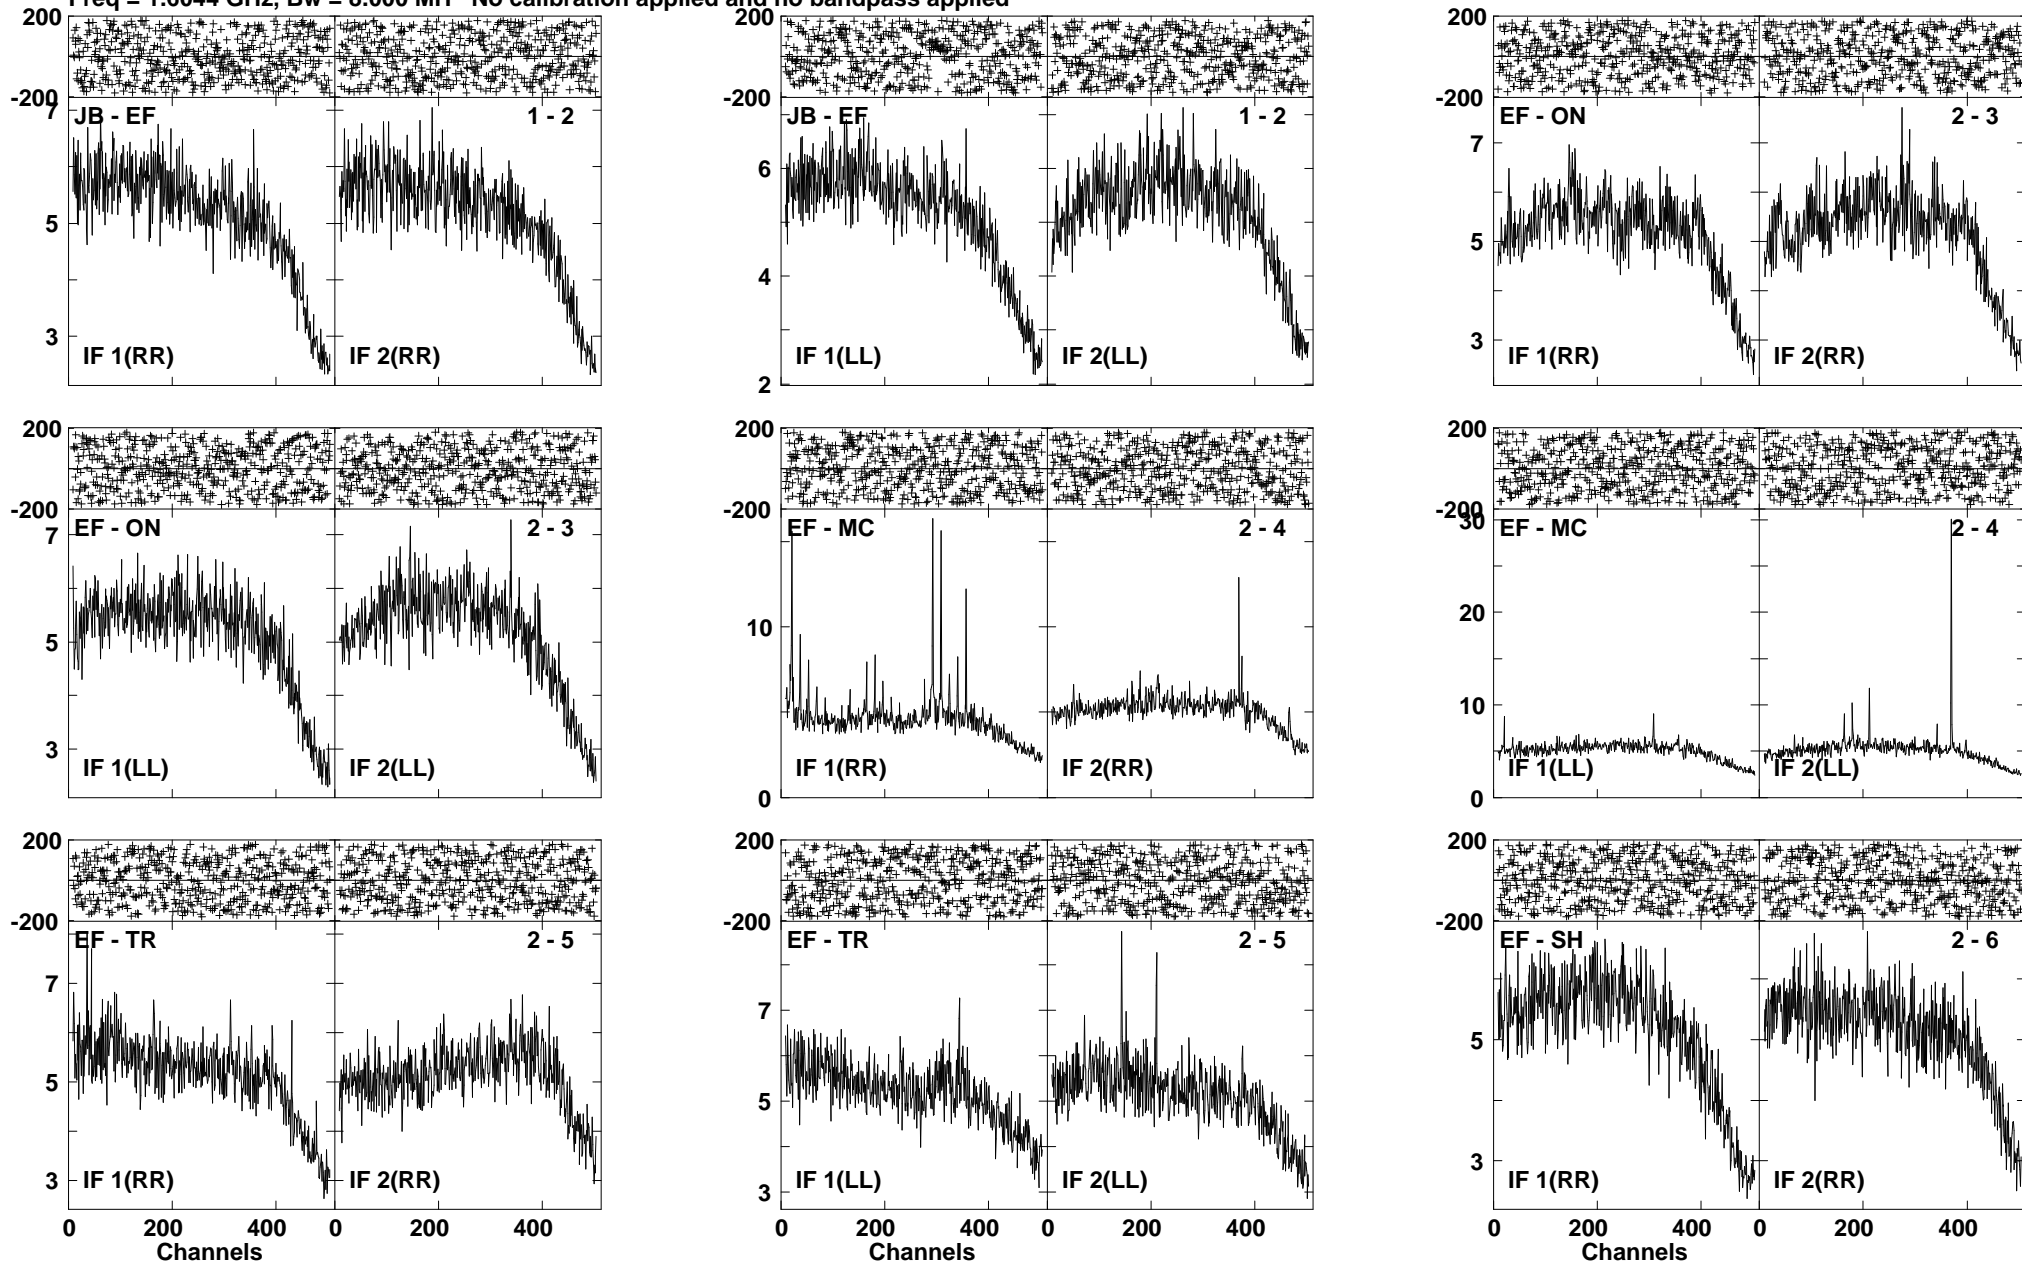 No calibration applied and no bandpass applied
200 200 200
-200 -200 -200
7 JB - EF 1 - 2 JB - EF 1 - 2 EF - ON 2 - 3
7
6
5 5
4
3 3
IF 1(RR) IF 2(RR) IF 1(LL) IF 2(LL) IF 1(RR) IF 2(RR)
2
200 200 200
-200 -200 -200
7 EF - ON 2 - 3 EF - MC 2 - 4 30 EF - MC 2 - 4
5 10 20
3 10
IF 1(LL) IF 2(LL) IF 1(RR) IF 2(RR) IF 1(LL) IF 2(LL)
0 0
200 200 200
-200 -200 -200
EF - TR 2 - 5 EF - TR 2 - 5 EF - SH 2 - 6
7 7
5 5 5
3 3 3
IF 1(RR) IF 2(RR) IF 1(LL) IF 2(LL) IF 1(RR) IF 2(RR)
0 200 400 0 200 400 0 200 400 0 200 400 0 200 400 0 200 400
Channels Channels Channels